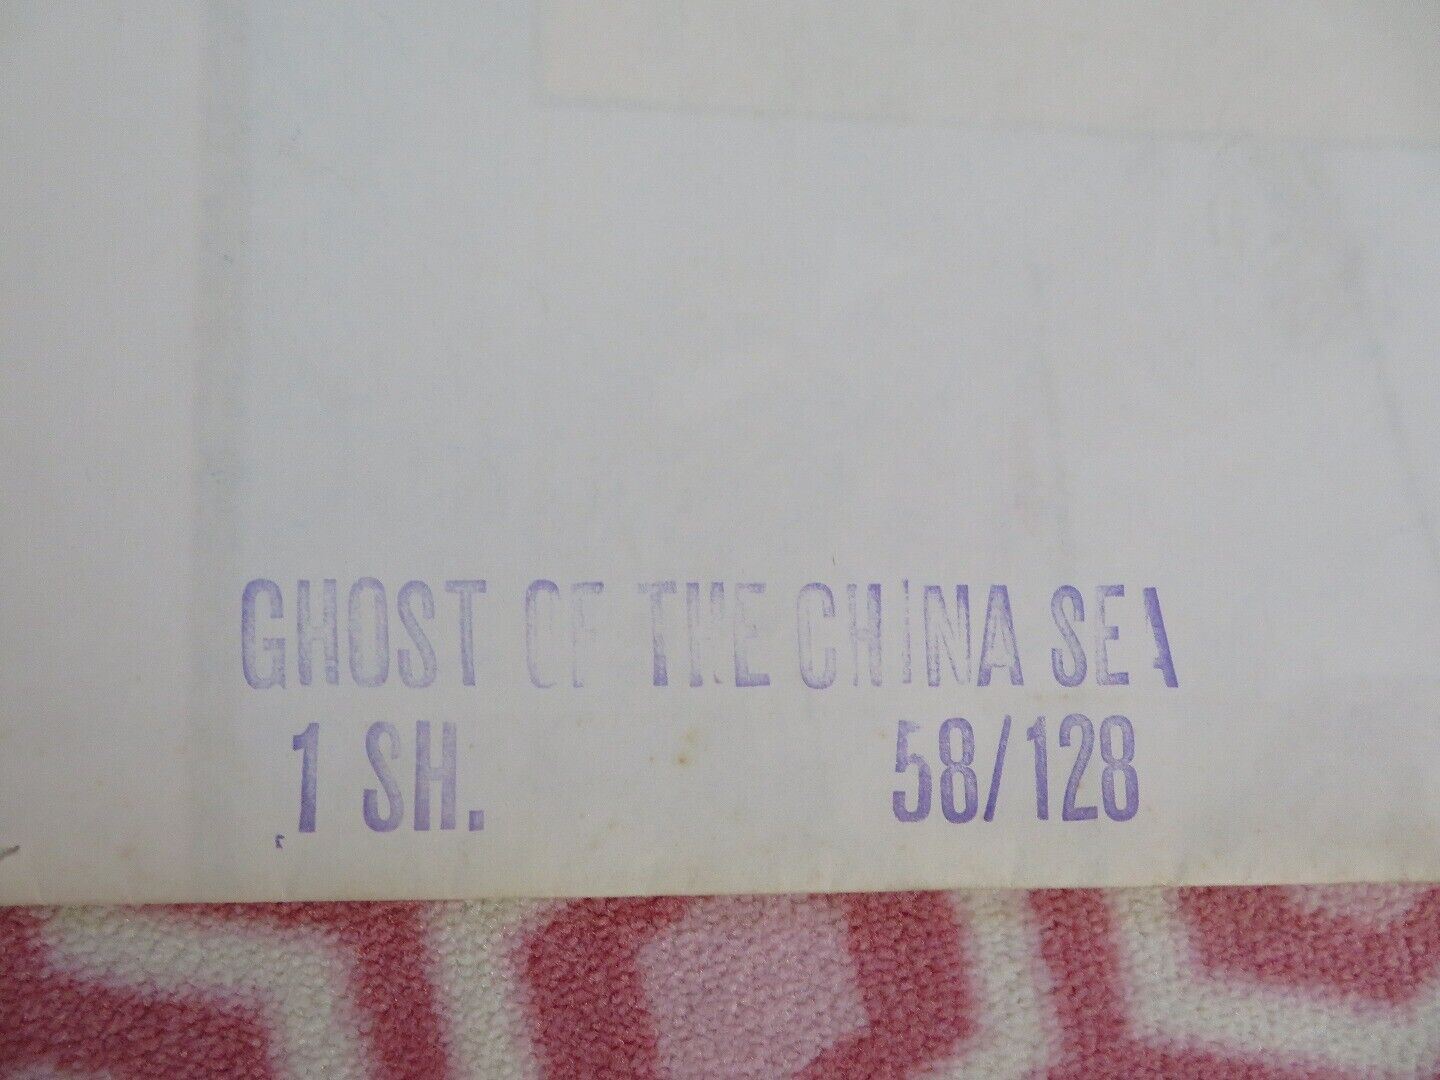 GHOST OF THE CHINA SEA
1 SH. 58/128